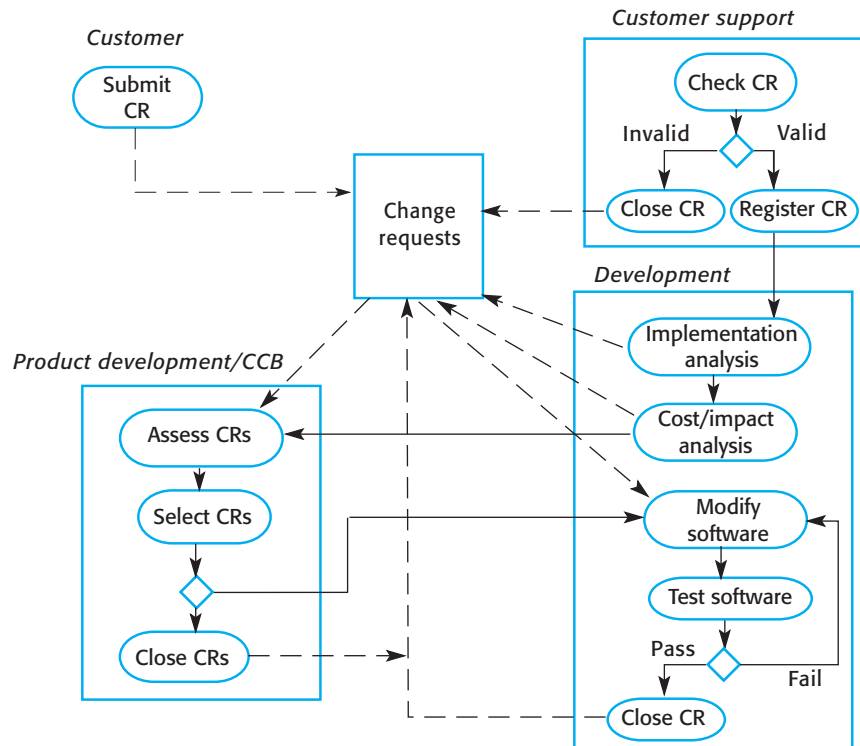 Customer
Submit
CR
Customer support
Check CR
Invalid
Valid
Close CR
Register CR
Change
requests
Development
Implementation
analysis
Cost/impact
analysis
Product development/CCB
Assess CRs
Select CRs
Close CRs
Modify
software
Test software
Pass
Fail
Close CR